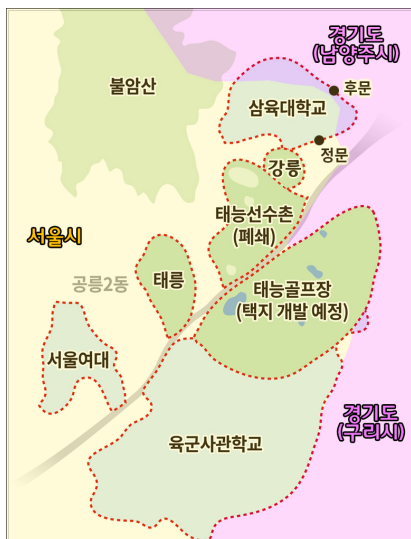 경기도
(남양주시)
불암산
후문
삼육대학교
정문
강릉
태능선수촌
(폐쇄)
서울시
공릉2동
태릉
태능골프장
(택지 개발 예정)
서울여대
경기도
(구리시)
육군사관학교